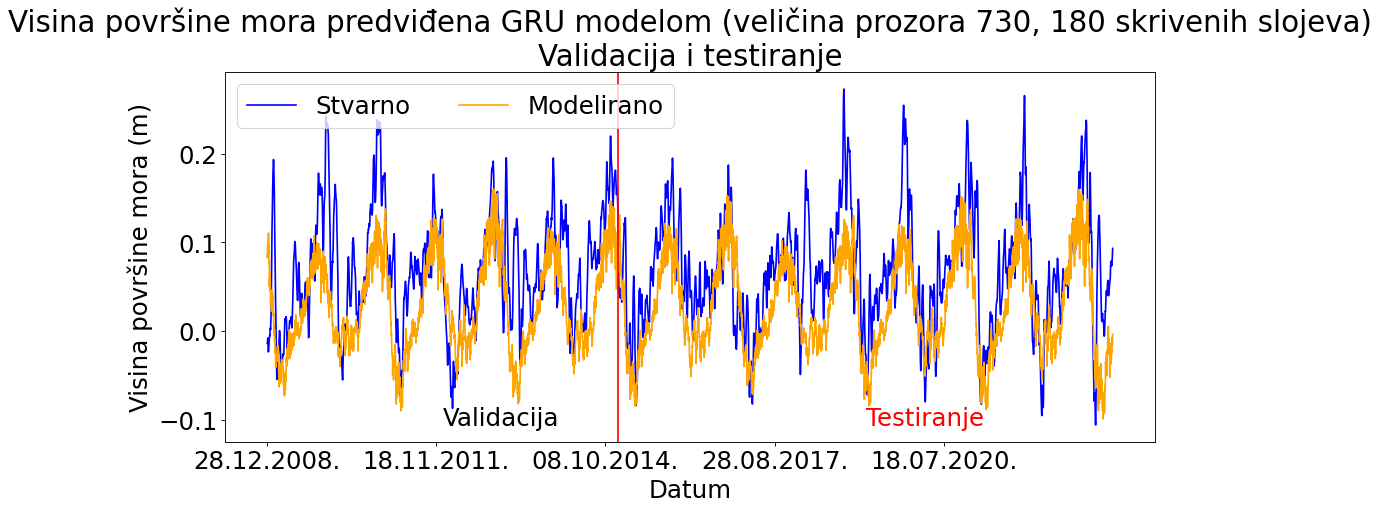 Visina površine mora predviđena GRU modelom (veličina prozora 730, 180 skrivenih slojeva)
Validacija i testiranje
Stvarno Modelirano
Visina površine mora (m)
0.2
0.1
0.0
−0.1
Validacija Testiranje
28.12.2008. 18.11.2011. 08.10.2014. 28.08.2017. 18.07.2020.
Datum